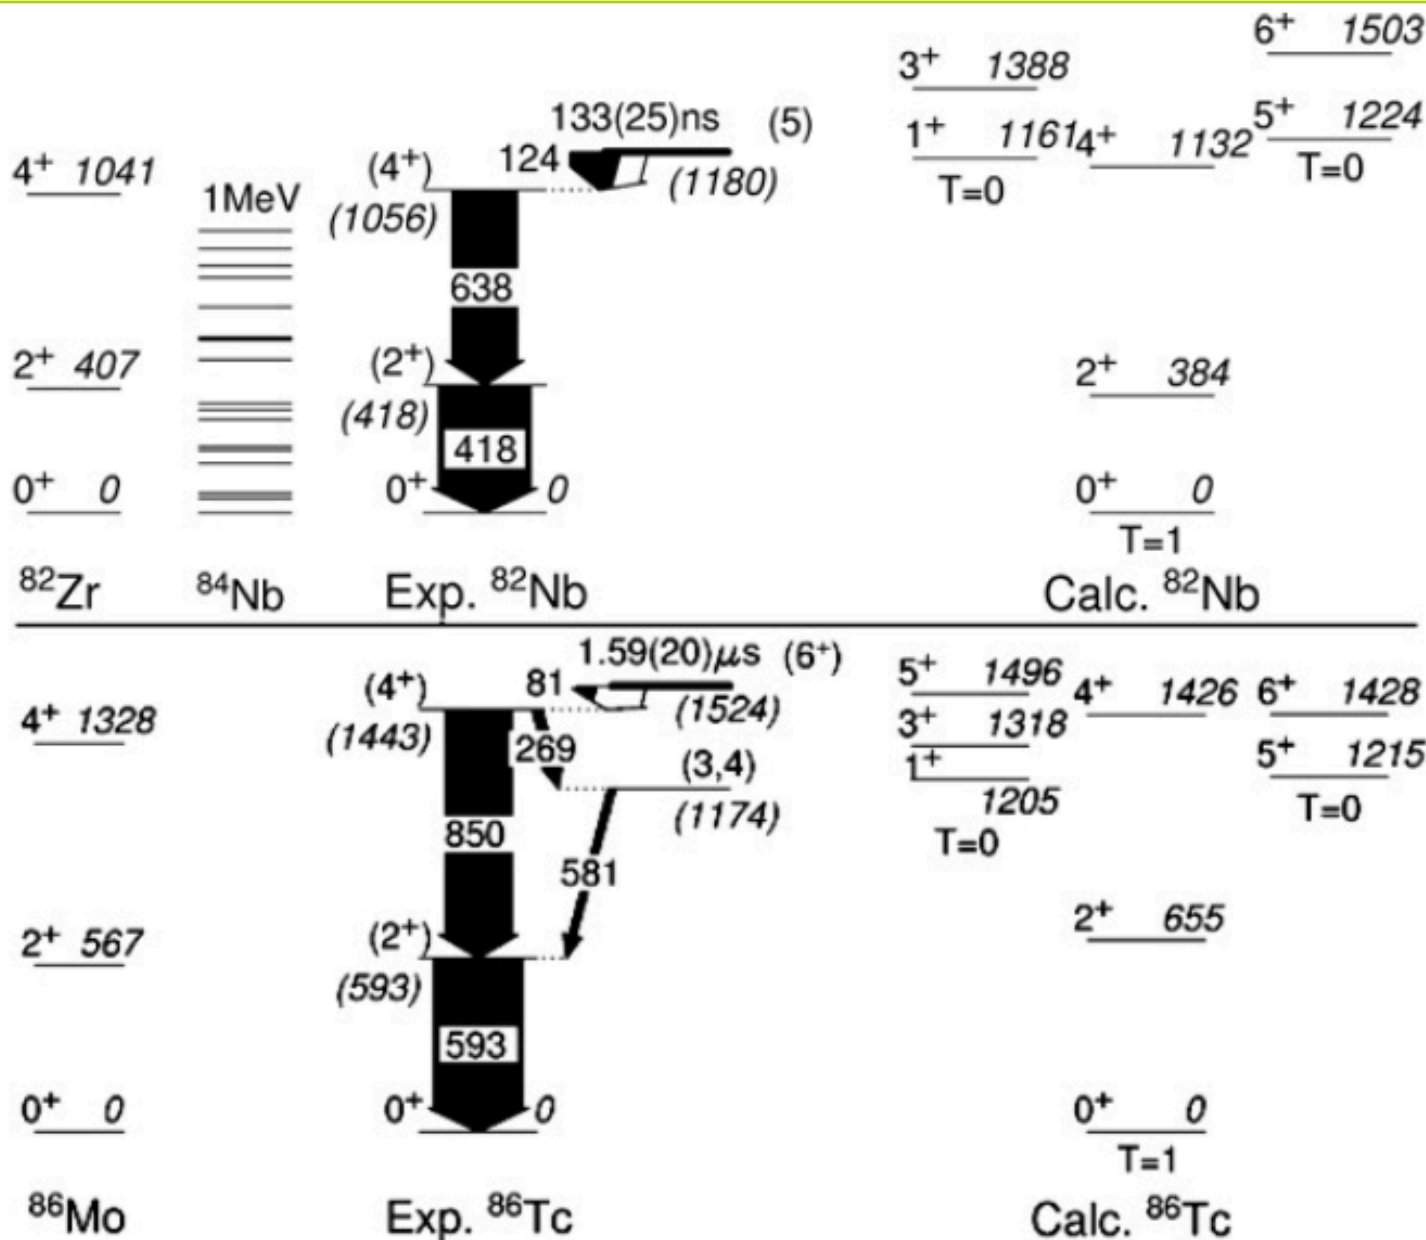 6⁺ 1503
3⁺ 1388
133(25)ns (5)
5⁺ 1224
1⁺ 1161
4⁺ 1132
4⁺ 1041
(4⁺)
124
(1180)
T=0
T=0
1MeV
(1056)
638
2⁺ 407
(2⁺)
2⁺ 384
(418)
418
0⁺ 0
0⁺ 0
0⁺ 0
T=1
⁸²Zr
⁸⁴Nb
Exp. ⁸²Nb
Calc. ⁸²Nb
1.59(20)μs (6⁺)
5⁺ 1496
(4⁺)
81
(1524)
4⁺ 1426
6⁺ 1428
4⁺ 1328
(1443)
269
(3,4)
3⁺ 1318
1⁺
5⁺ 1215
(1174)
1205
T=0
T=0
850
581
2⁺ 567
(2⁺)
2⁺ 655
(593)
593
0⁺ 0
0⁺ 0
0⁺ 0
T=1
⁸⁶Mo
Exp. ⁸⁶Tc
Calc. ⁸⁶Tc